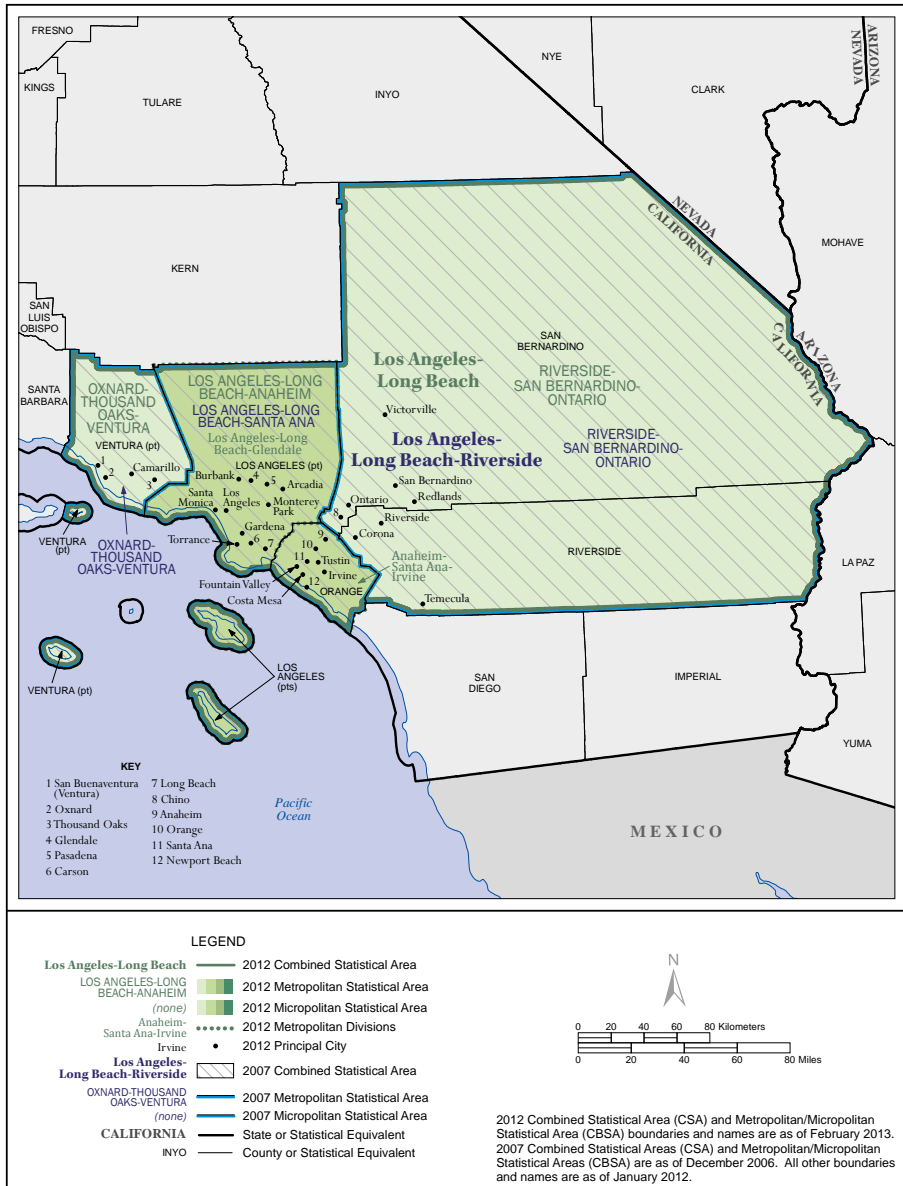 FRESNO
KINGS
TULARE
INYO
NYE
CLARK
NEVADA
ARIZONA
NEVADA
CALIFORNIA
MOHAVE
KERN
SAN
LUIS
OBISPO
SANTA
BARBARA
ARIZONA
CALIFORNIA
SAN
BERNARDINO
Los Angeles-
Long Beach
RIVERSIDE-
SAN BERNARDINO-
ONTARIO
OXNARD-
THOUSAND
OAKS-
VENTURA
LOS ANGELES-LONG
BEACH-ANAHEIM
LOS ANGELES-LONG
BEACH-SANTA ANA
Los Angeles-Long
Beach-Glendale
Victorville
Los Angeles-
Long Beach-Riverside
RIVERSIDE-
SAN BERNARDINO-
ONTARIO
VENTURA (pt)
1
2
Camarillo
3
LOS ANGELES (pt)
Burbank
4
5
Arcadia
San Bernardino
Redlands
Santa
Monica
Los
Angeles
Monterey
Park
Ontario
8
Riverside
Corona
VENTURA
(pt)
OXNARD-
THOUSAND
OAKS-VENTURA
Gardena
Torrance
6
7
9
10
11
Tustin
Irvine
Anaheim-
Santa Ana-
Irvine
RIVERSIDE
LA PAZ
Fountain Valley
12
ORANGE
Costa Mesa
Temecula
VENTURA (pt)
LOS
ANGELES
(pts)
SAN
DIEGO
IMPERIAL
YUMA
KEY
1 San Buenaventura
(Ventura)
2 Oxnard
3 Thousand Oaks
4 Glendale
5 Pasadena
6 Carson
7 Long Beach
8 Chino
9 Anaheim
10 Orange
11 Santa Ana
12 Newport Beach
Pacific
Ocean
MEXICO
LEGEND
Los Angeles-Long Beach 2012 Combined Statistical Area
LOS ANGELES-LONG
BEACH-ANAHEIM 2012 Metropolitan Statistical Area
(none) 2012 Micropolitan Statistical Area
Anaheim-
Santa Ana-Irvine 2012 Metropolitan Divisions
Irvine 2012 Principal City
Los Angeles-
Long Beach-Riverside 2007 Combined Statistical Area
OXNARD-THOUSAND
OAKS-VENTURA 2007 Metropolitan Statistical Area
(none) 2007 Micropolitan Statistical Area
CALIFORNIA State or Statistical Equivalent
INYO County or Statistical Equivalent
N
0 20 40 60 80 Kilometers
0 20 40 60 80 Miles
2012 Combined Statistical Area (CSA) and Metropolitan/Micropolitan
Statistical Area (CBSA) boundaries and names are as of February 2013.
2007 Combined Statistical Areas (CSA) and Metropolitan/Micropolitan
Statistical Areas (CBSA) are as of December 2006. All other boundaries
and names are as of January 2012.